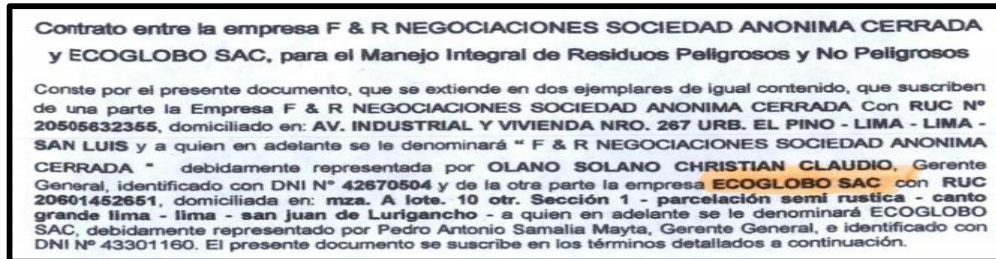 Contrato entre la empresa F & R NEGOCIACIONES SOCIEDAD ANONIMA CERRADA
y ECOGLOBO SAC, para el Manejo Integral de Residuos Peligrosos y No Peligrosos
Conste por el presente documento, que se extiende en dos ejemplares de igual contenido, que suscriben
de una parte la Empresa F & R NEGOCIACIONES SOCIEDAD ANONIMA CERRADA Con RUC Nº
20505632355, domiciliado en: AV. INDUSTRIAL Y VIVIENDA NRO. 267 URB. EL PINO - LIMA - LIMA -
SAN LUIS y a quien en adelante se le denominará " F & R NEGOCIACIONES SOCIEDAD ANONIMA
CERRADA " debidamente representada por OLANO SOLANO CHRISTIAN CLAUDIO, Gerente
General, identificado con DNI Nº 42670504 y de la otra parte la empresa ECOGLOBO SAC con RUC
20601452651, domiciliada en: mza. A lote. 10 otr. Sección 1 - parcelación semi rustica - canto
grande lima - lima - san juan de Lurigancho - a quien en adelante se le denominará ECOGLOBO
SAC, debidamente representado por Pedro Antonio Samalia Mayta, Gerente General, e identificado con
DNI Nº 43301160. El presente documento se suscribe en los términos detallados a continuación.